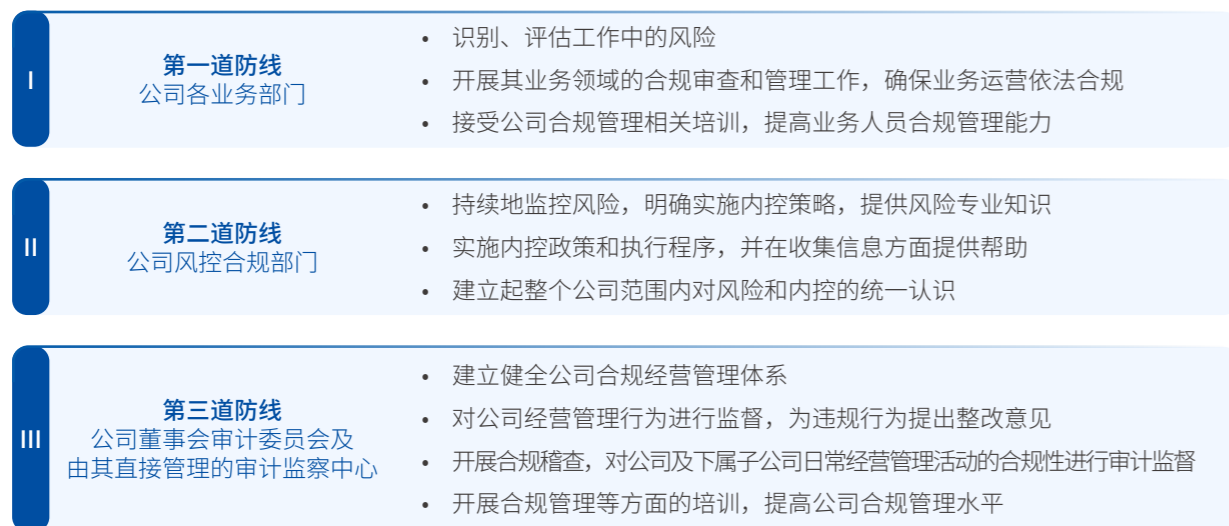 I
第一道防线
公司各业务部门
• 识别、评估工作中的风险
• 开展其业务领域的合规审查和管理工作，确保业务运营依法合规
• 接受公司合规管理相关培训，提高业务人员合规管理能力
II
第二道防线
公司风控合规部门
• 持续地监控风险，明确实施内控策略，提供风险专业知识
• 实施内控政策和执行程序，并在收集信息方面提供帮助
• 建立起整个公司范围内对风险和内控的统一认识
III
第三道防线
公司董事会审计委员会及
由其直接管理的审计监察中心
• 建立健全公司合规经营管理体系
• 对公司经营管理行为进行监督，为违规行为提出整改意见
• 开展合规稽查，对公司及下属子公司日常经营管理活动的合规性进行审计监督
• 开展合规管理等方面的培训，提高公司合规管理水平